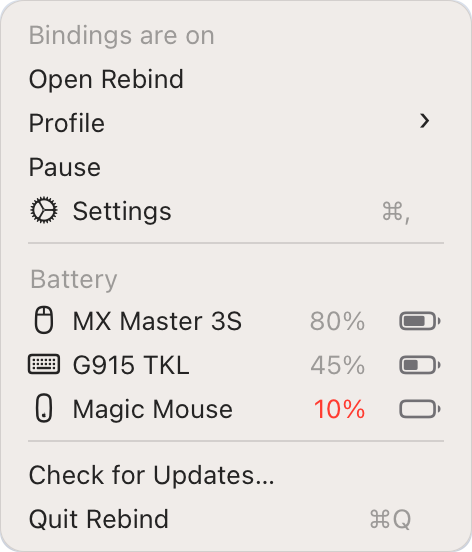 Bindings are on
Open Rebind
Profile
Pause
Settings ⌘,
Battery
MX Master 3S 80%
G915 TKL 45%
Magic Mouse 10%
Check for Updates...
Quit Rebind ⌘Q